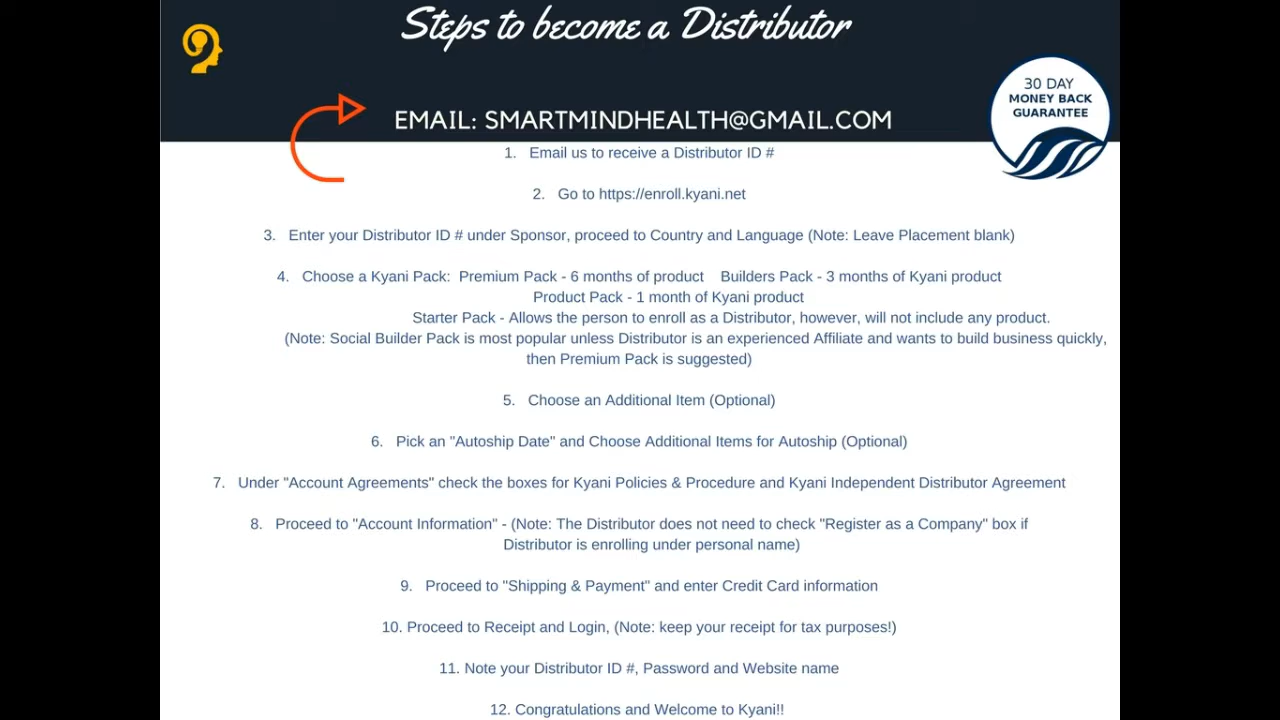 Steps to become a Distributor
30 DAY
MONEY BACK
GUARANTEE
EMAIL: SMARTMINDHEALTH@GMAIL.COM
1. Email us to receive a Distributor ID #
2. Go to https://enroll.kyani.net
3. Enter your Distributor ID # under Sponsor, proceed to Country and Language (Note: Leave Placement blank)
4. Choose a Kyani Pack: Premium Pack - 6 months of product Builders Pack - 3 months of Kyani product
Product Pack - 1 month of Kyani product
Starter Pack - Allows the person to enroll as a Distributor, however, will not include any product.
(Note: Social Builder Pack is most popular unless Distributor is an experienced Affiliate and wants to build business quickly,
then Premium Pack is suggested)
5. Choose an Additional Item (Optional)
6. Pick an "Autoship Date" and Choose Additional Items for Autoship (Optional)
7. Under "Account Agreements" check the boxes for Kyani Policies & Procedure and Kyani Independent Distributor Agreement
8. Proceed to "Account Information" - (Note: The Distributor does not need to check "Register as a Company" box if
Distributor is enrolling under personal name)
9. Proceed to "Shipping & Payment" and enter Credit Card information
10. Proceed to Receipt and Login, (Note: keep your receipt for tax purposes!)
11. Note your Distributor ID #, Password and Website name
12. Congratulations and Welcome to Kyani!!